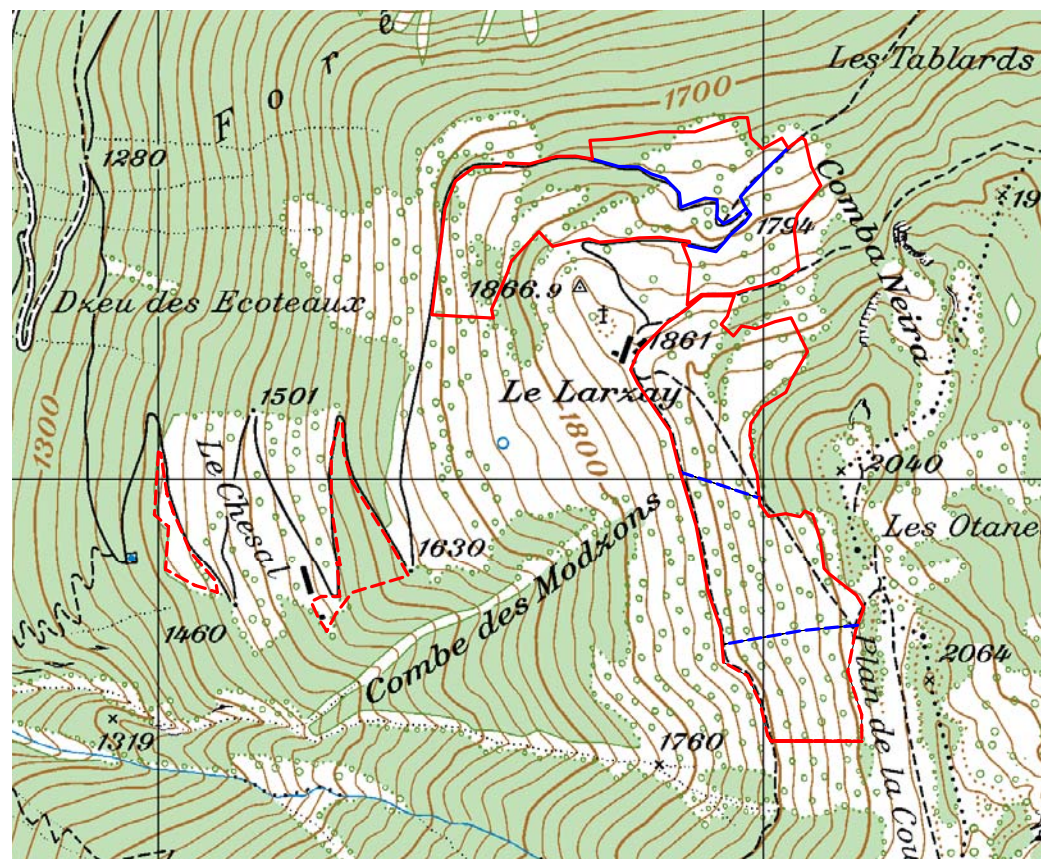 F o r ê
1700
Les Tablards
1280
Comba Neira
19
1794
Dzeu des Ecoteaux
1866.9
1861
Le Larzay
1300
1501
1800
Le Chesal
2040
Les Otane
1630
Combe des Modzons
1460
Plan de la Cou
2064
1319
1760